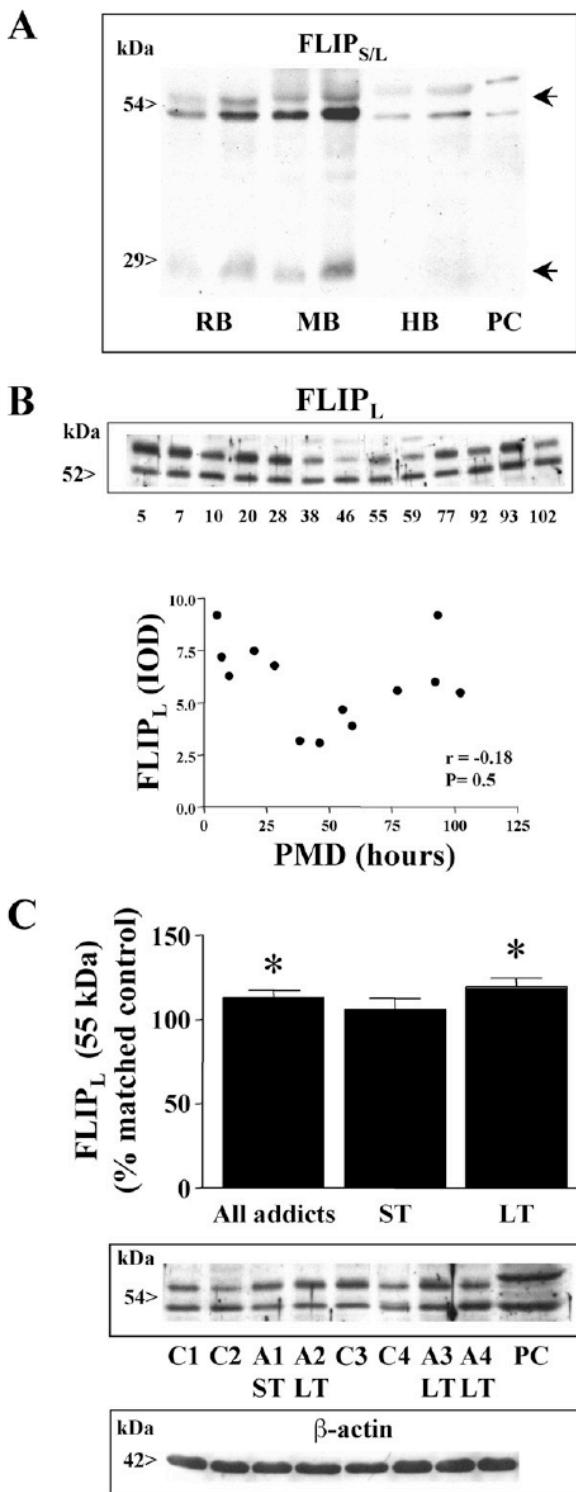 A
kDa
FLIPS/L
54>
29>
RB MB HB PC
B
FLIPL
kDa
52>
5 7 10 20 28 38 46 55 59 77 92 93 102
FLIPL (IOD)
10.0
7.5
5.0
2.5
0.0
r = -0.18
P= 0.5
0 25 50 75 100 125
PMD (hours)
C
FLIPL (55 kDa)
(% matched control)
150
100
50
0
* *
All addicts ST LT
kDa
54>
C1 C2 A1 A2 C3 C4 A3 A4 PC
ST LT LT LT
kDa
β-actin
42>